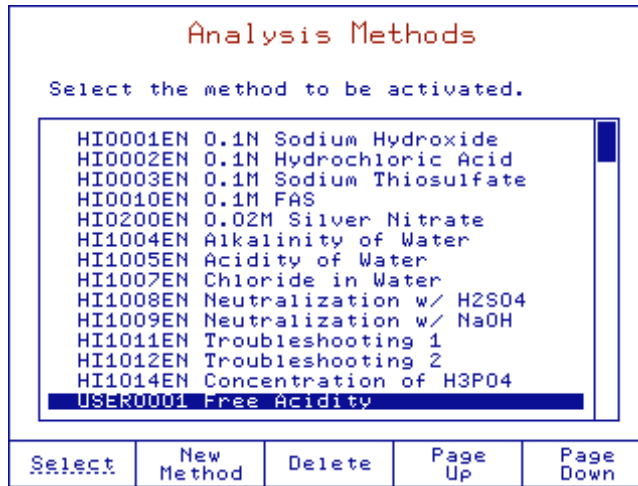 Analysis Methods
Select the method to be activated.
HI0001EN 0.1N Sodium Hydroxide
HI0002EN 0.1N Hydrochloric Acid
HI0003EN 0.1M Sodium Thiosulfate
HI0010EN 0.1M FAS
HI0200EN 0.02M Silver Nitrate
HI1004EN Alkalinity of Water
HI1005EN Acidity of Water
HI1007EN Chloride in Water
HI1008EN Neutralization w/ H2SO4
HI1009EN Neutralization w/ NaOH
HI1011EN Troubleshooting 1
HI1012EN Troubleshooting 2
HI1014EN Concentration of H3PO4
USER0001 Free Acidity
Select
New
Method
Delete
Page
Up
Page
Down